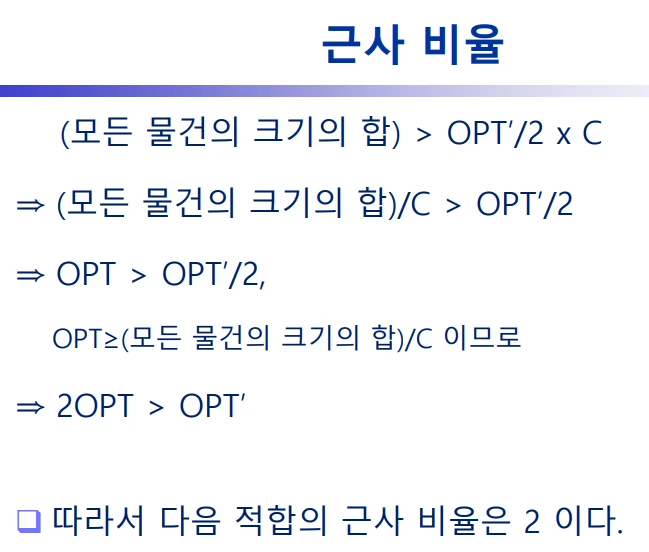 근사 비율
(모든 물건의 크기의 합) > OPT′/2 x C
⇒ (모든 물건의 크기의 합)/C > OPT′/2
⇒ OPT > OPT′/2,
OPT≥(모든 물건의 크기의 합)/C 이므로
⇒ 2OPT > OPT′
❑ 따라서 다음 적합의 근사 비율은 2 이다.